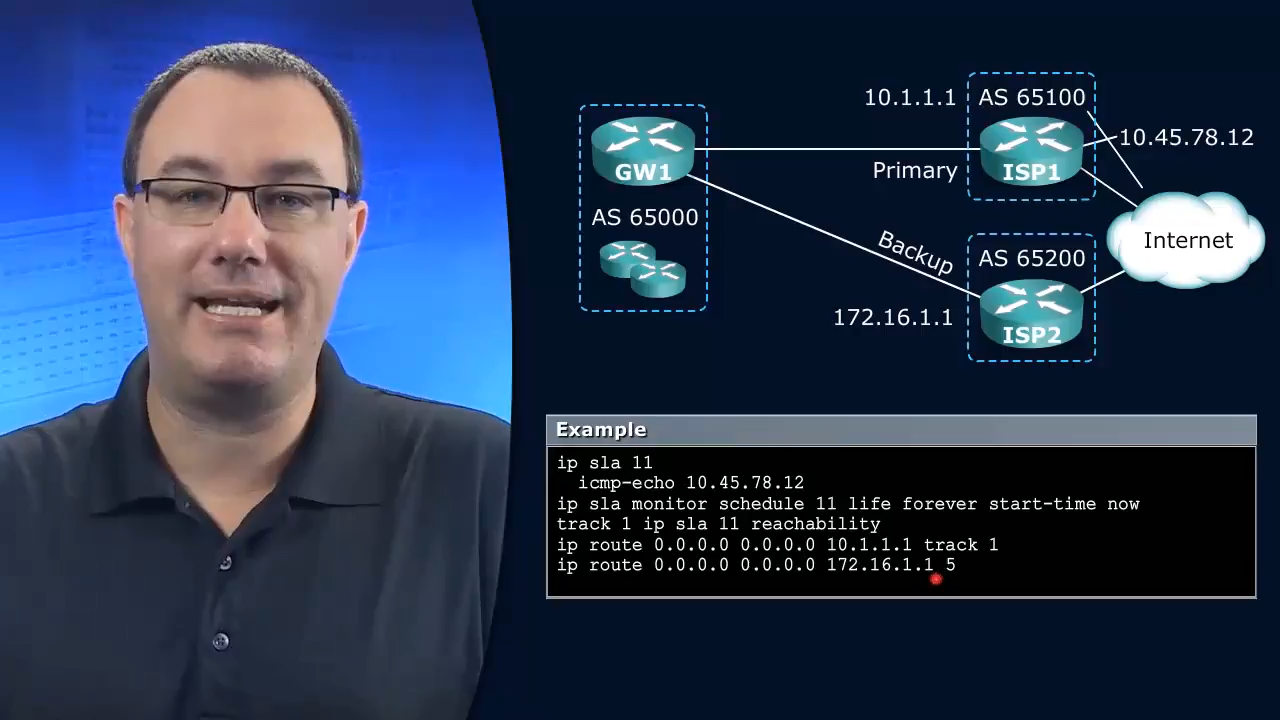 10.1.1.1
AS 65100
10.45.78.12
GW1
ISP1
Primary
AS 65000
Internet
Backup
AS 65200
172.16.1.1
ISP2
Example
ip sla 11
icmp-echo 10.45.78.12
ip sla monitor schedule 11 life forever start-time now
track 1 ip sla 11 reachability
ip route 0.0.0.0 0.0.0.0 10.1.1.1 track 1
ip route 0.0.0.0 0.0.0.0 172.16.1.1 5